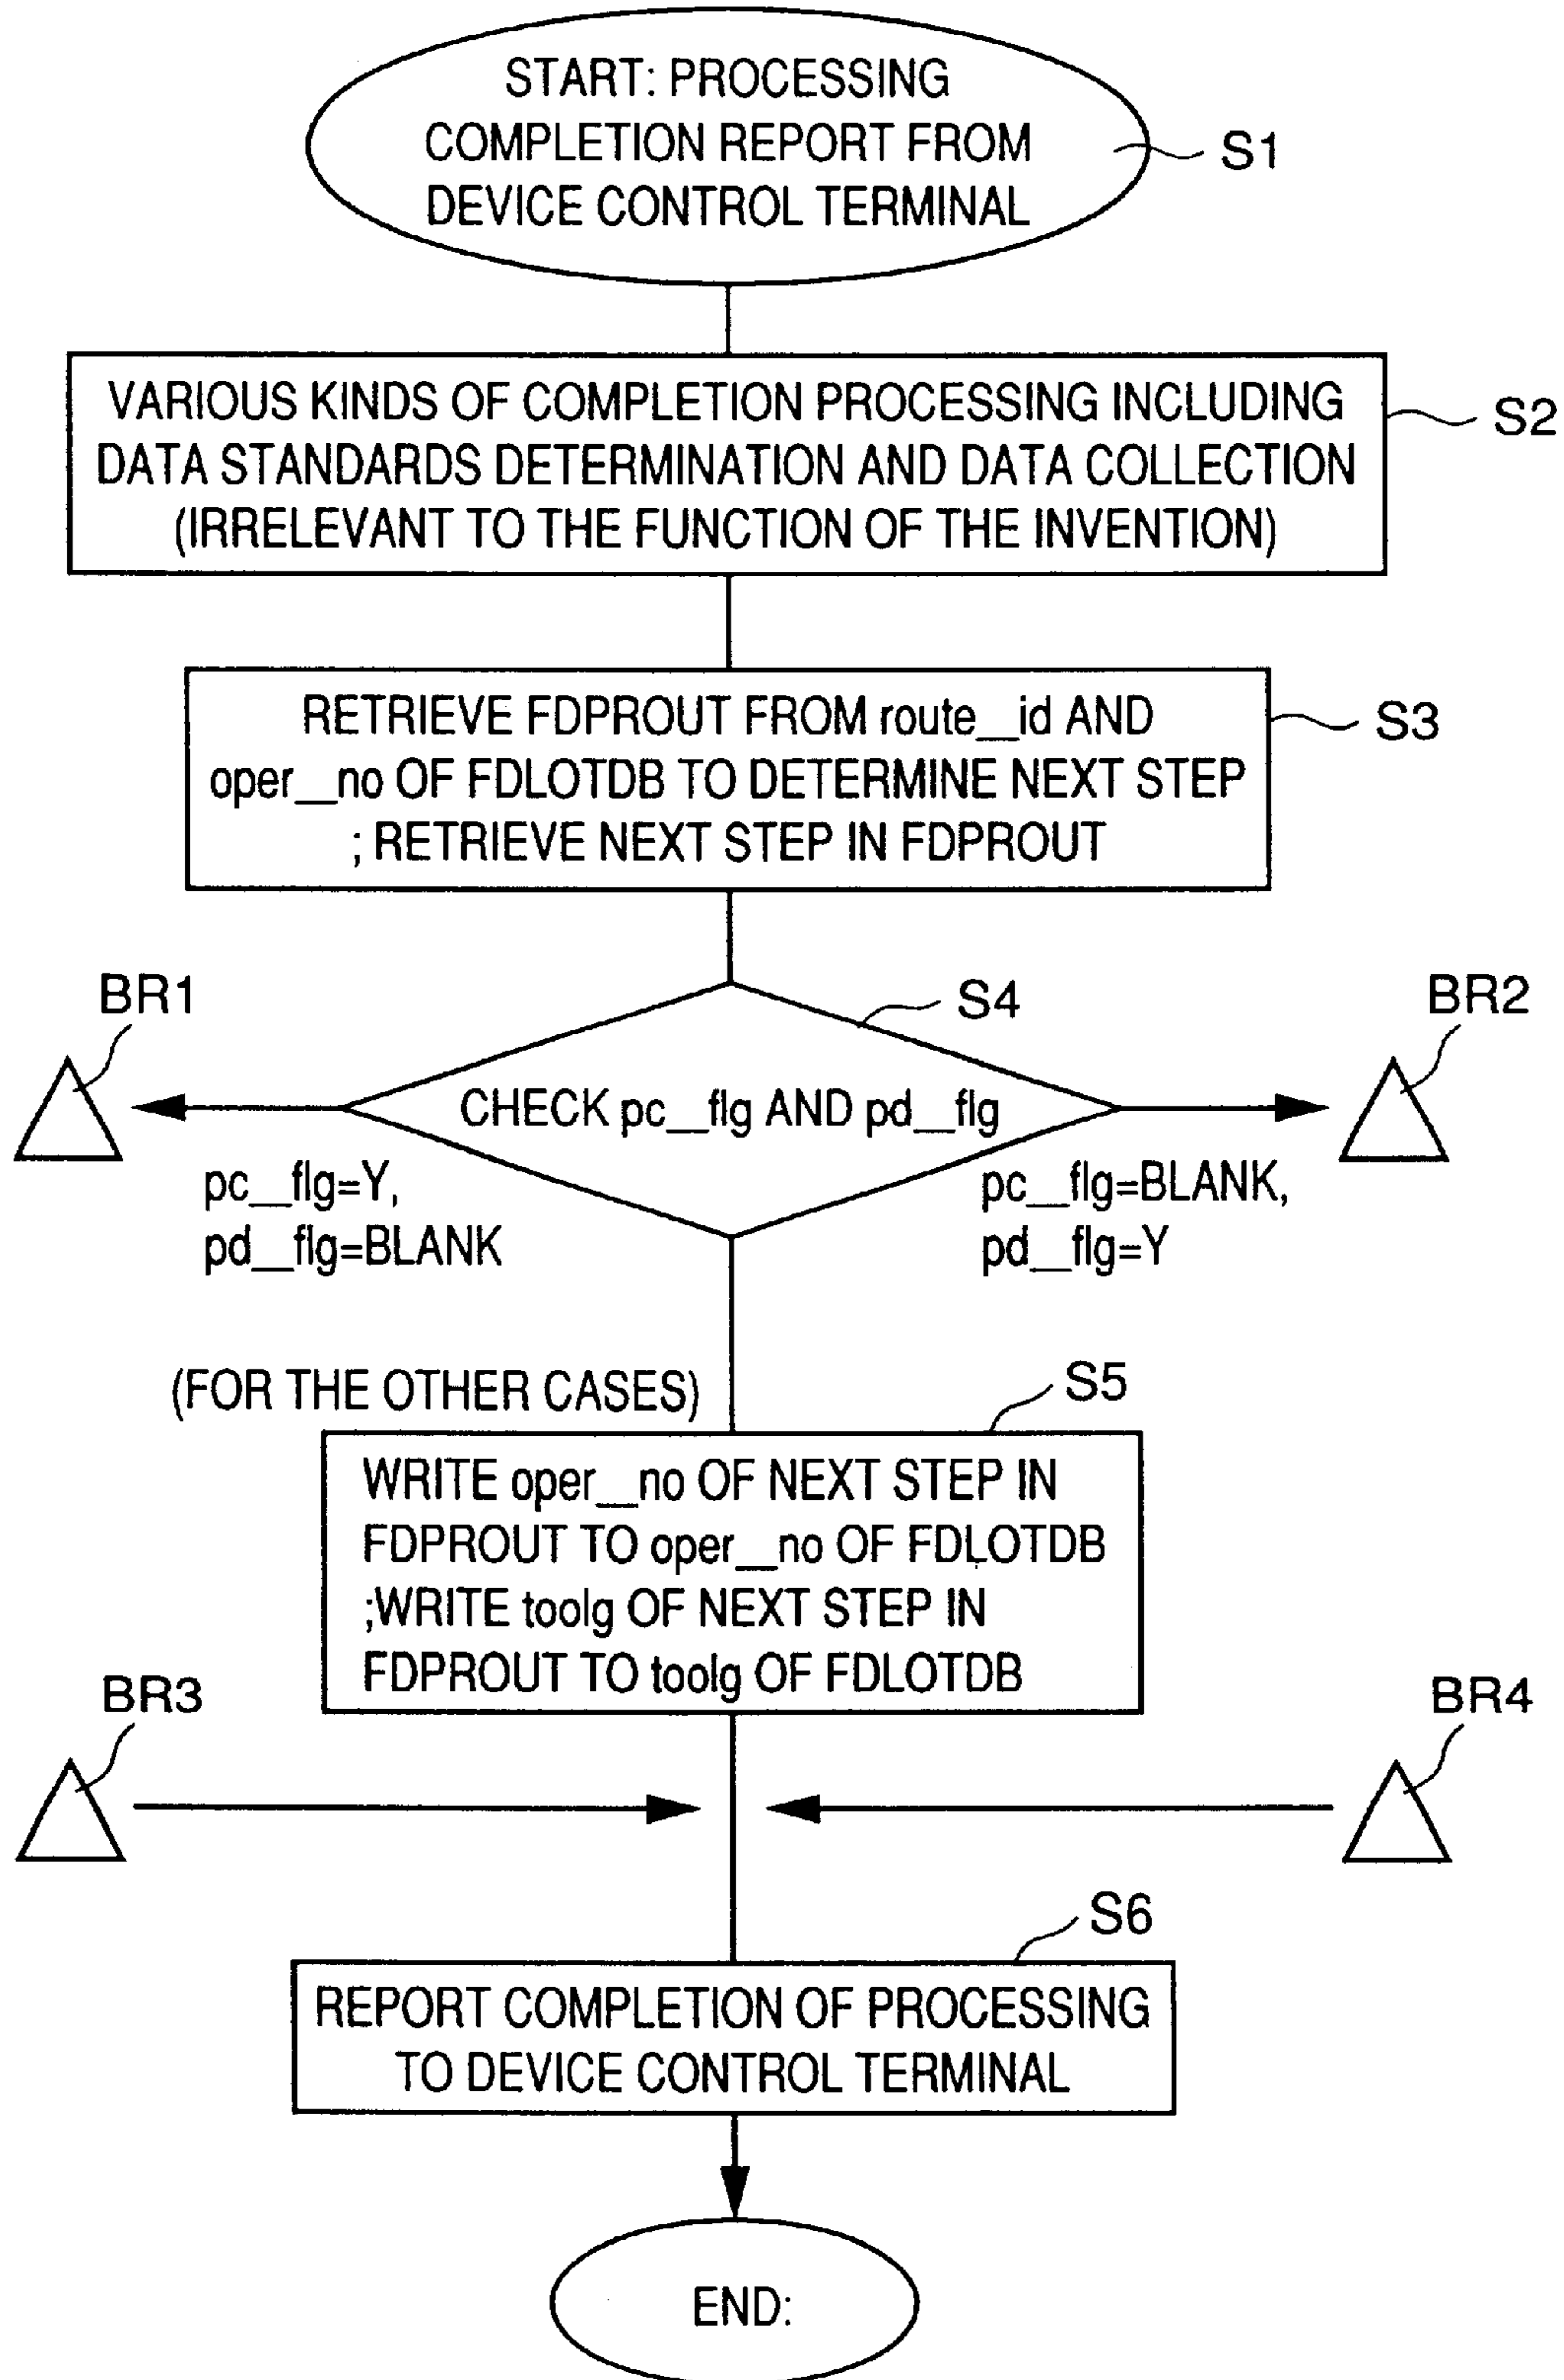 START: PROCESSING
COMPLETION REPORT FROM
DEVICE CONTROL TERMINAL
S1
VARIOUS KINDS OF COMPLETION PROCESSING INCLUDING
DATA STANDARDS DETERMINATION AND DATA COLLECTION
(IRRELEVANT TO THE FUNCTION OF THE INVENTION)
S2
RETRIEVE FDPROUT FROM route__id AND
oper__no OF FDLOTDB TO DETERMINE NEXT STEP
; RETRIEVE NEXT STEP IN FDPROUT
S3
BR1
S4
BR2
CHECK pc__flg AND pd__flg
pc__flg=Y,
pd__flg=BLANK
pc__flg=BLANK,
pd__flg=Y
(FOR THE OTHER CASES)
S5
WRITE oper__no OF NEXT STEP IN
FDPROUT TO oper__no OF FDLOTDB
;WRITE toolg OF NEXT STEP IN
FDPROUT TO toolg OF FDLOTDB
BR3
BR4
S6
REPORT COMPLETION OF PROCESSING
TO DEVICE CONTROL TERMINAL
END: